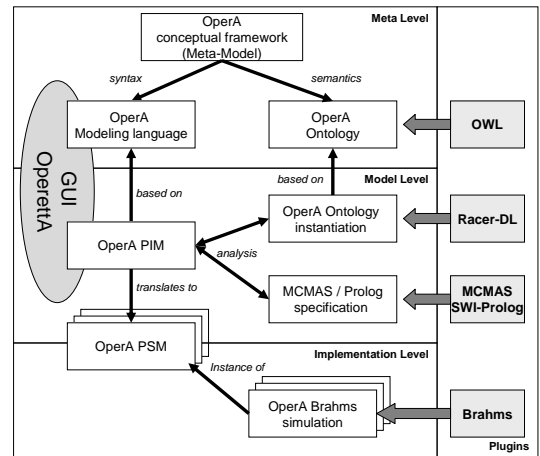 OperA
conceptual framework
(Meta-Model)
Meta Level
syntax
semantics
OperA
Modeling language
OperA
Ontology
OWL
GUI
OperettA
based on
based on
Model Level
OperA Ontology
instantiation
Racer-DL
OperA PIM
analysis
translates to
MCMAS / Prolog
specification
MCMAS
SWI-Prolog
OperA PSM
Implementation Level
Instance of
OperA Brahms
simulation
Brahms
Plugins